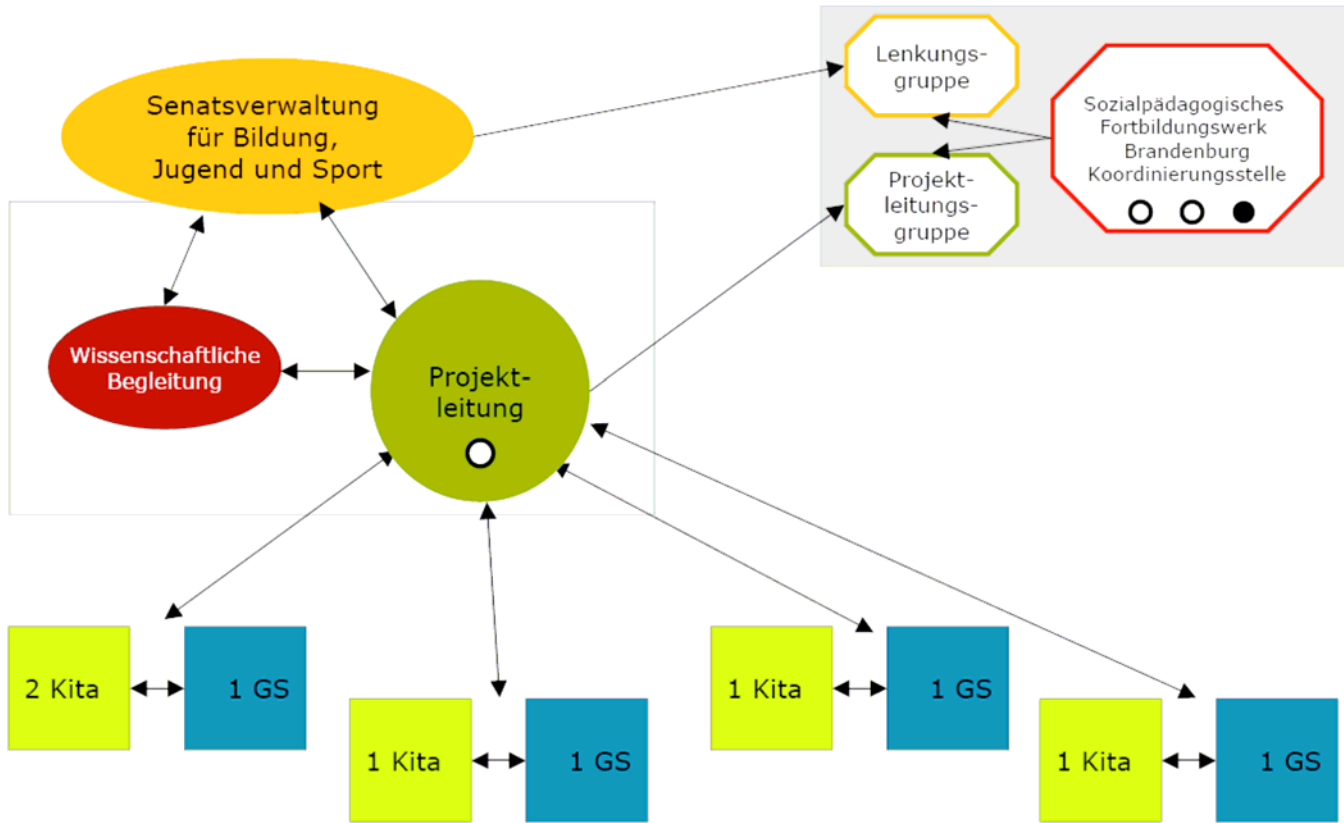 Senatsverwaltung
für Bildung,
Jugend und Sport
Lenkungs-
gruppe
Projekt-
leitungs-
gruppe
Sozialpädagogisches
Fortbildungswerk
Brandenburg
Koordinierungsstelle
Wissenschaftliche
Begleitung
Projekt-
leitung
2 Kita
1 GS
1 Kita
1 GS
1 Kita
1 GS
1 Kita
1 GS